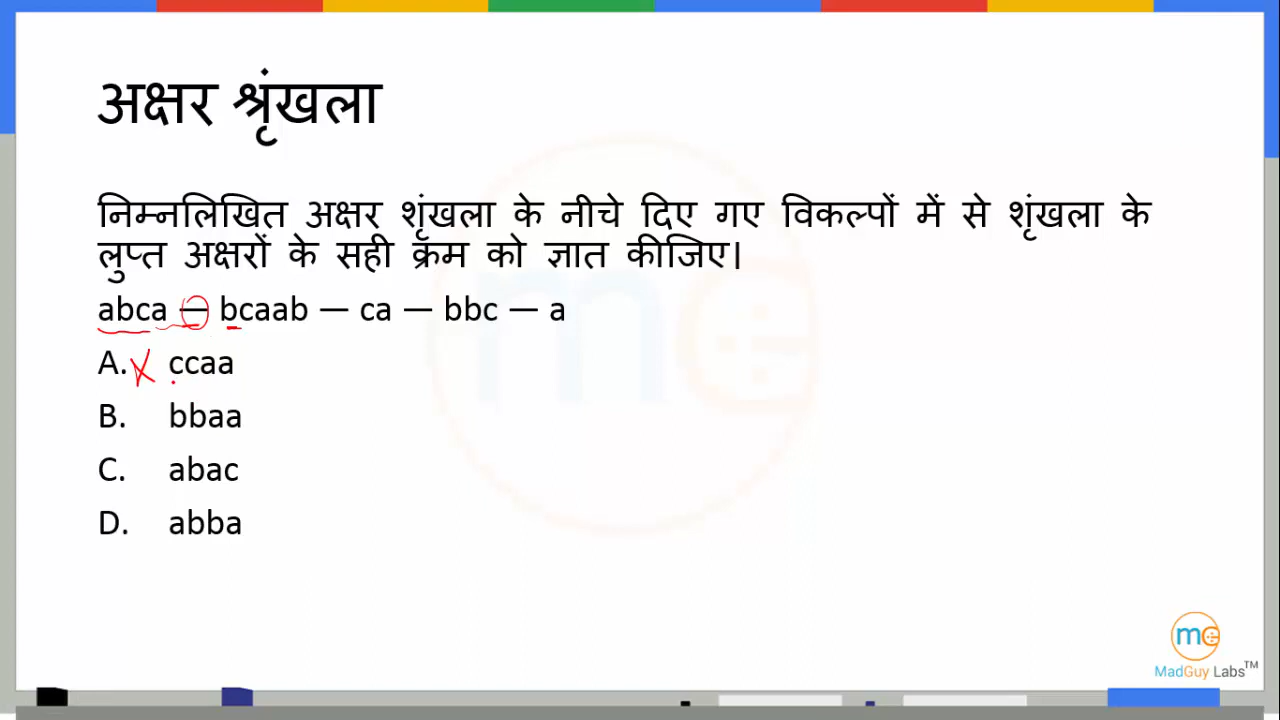 अक्षर श्रृंखला
निम्नलिखित अक्षर शृंखला के नीचे दिए गए विकल्पों में से शृंखला के
लुप्त अक्षरों के सही क्रम को ज्ञात कीजिए।
abca — bcaab — ca — bbc — a
A. ccaa
B. bbaa
C. abac
D. abba
me
MadGuy Labs™